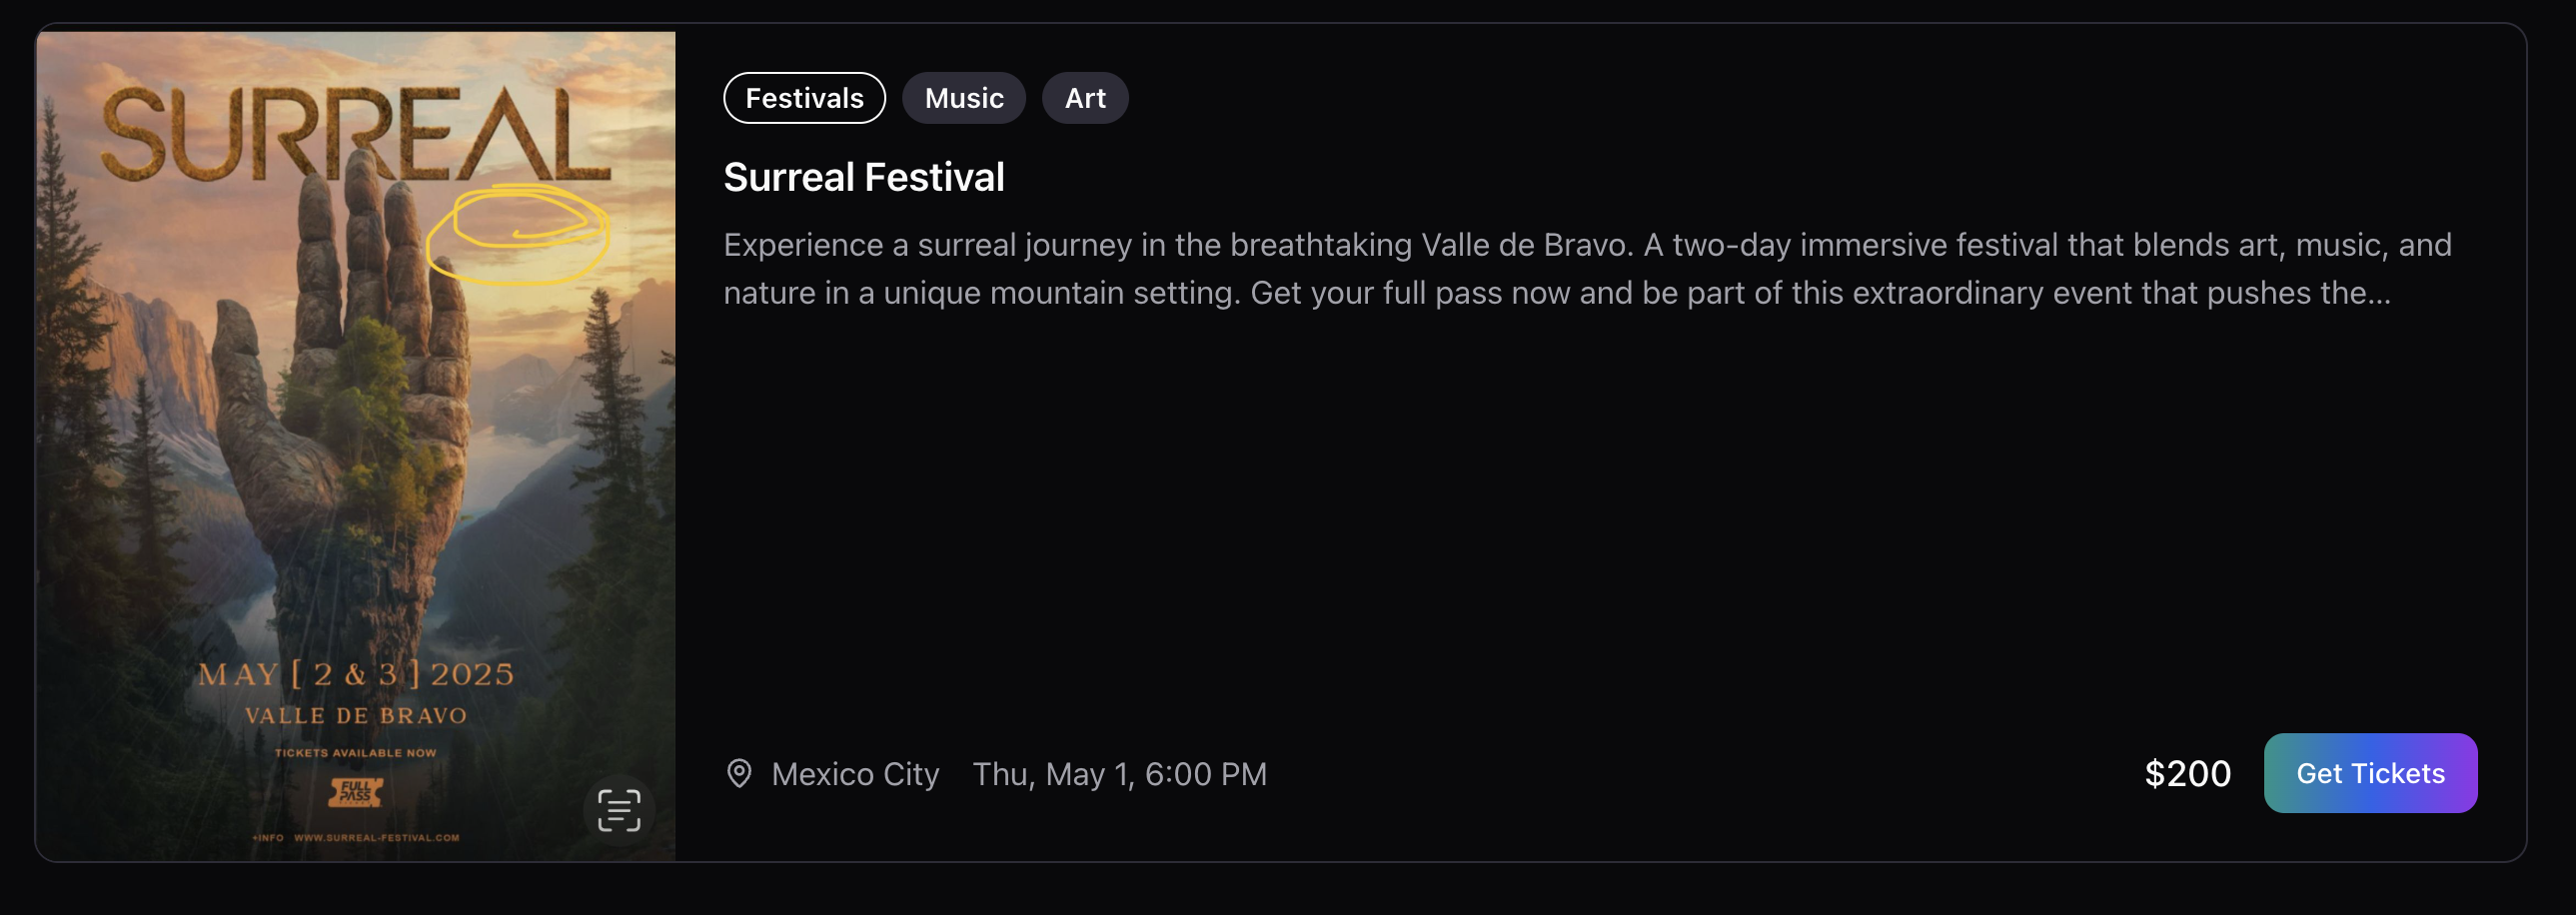 SURREAL
MAY [ 2 & 3 ] 2025
VALLE DE BRAVO
TICKETS AVAILABLE NOW
FULL
PASS
+INFO WWW.SURREAL-FESTIVAL.COM
Festivals Music Art
Surreal Festival
Experience a surreal journey in the breathtaking Valle de Bravo. A two-day immersive festival that blends art, music, and
nature in a unique mountain setting. Get your full pass now and be part of this extraordinary event that pushes the...
Mexico City Thu, May 1, 6:00 PM
$200 Get Tickets